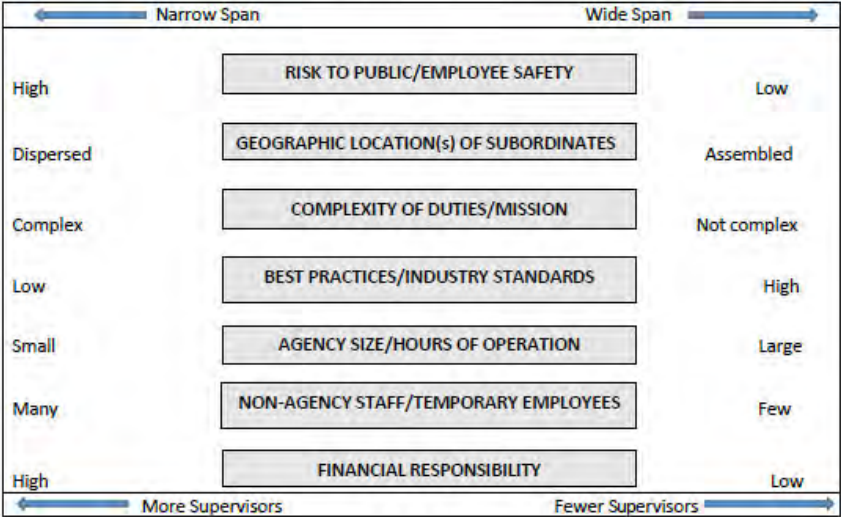 Narrow Span Wide Span
RISK TO PUBLIC/EMPLOYEE SAFETY
High Low
GEOGRAPHIC LOCATION(s) OF SUBORDINATES
Dispersed Assembled
COMPLEXITY OF DUTIES/MISSION
Complex Not complex
BEST PRACTICES/INDUSTRY STANDARDS
Low High
Small AGENCY SIZE/HOURS OF OPERATION Large
Many NON-AGENCY STAFF/TEMPORARY EMPLOYEES Few
FINANCIAL RESPONSIBILITY
High Low
More Supervisors Fewer Supervisors